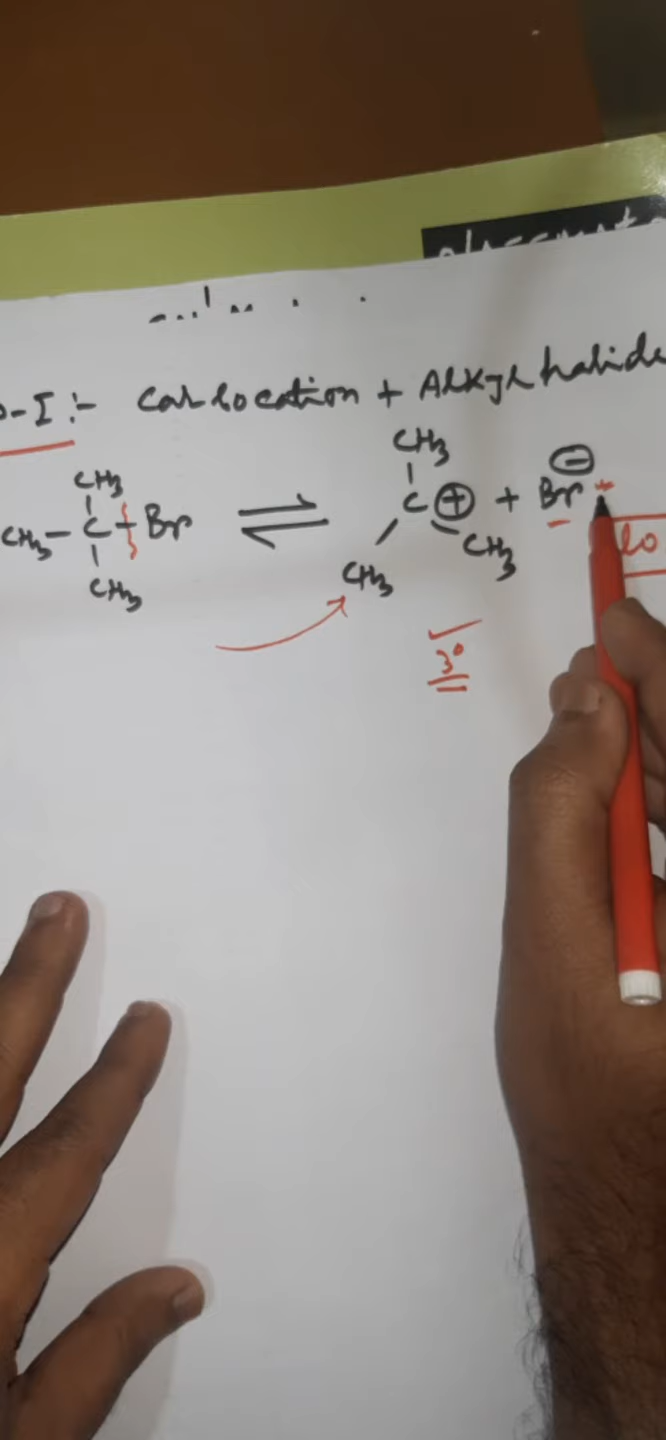 -I :- Carbocation + Alkyl halide
CH3 CH3 ⊖
CH3-C-Br ⇌ C⊕ + Br *
CH3 CH3 CH3
3°